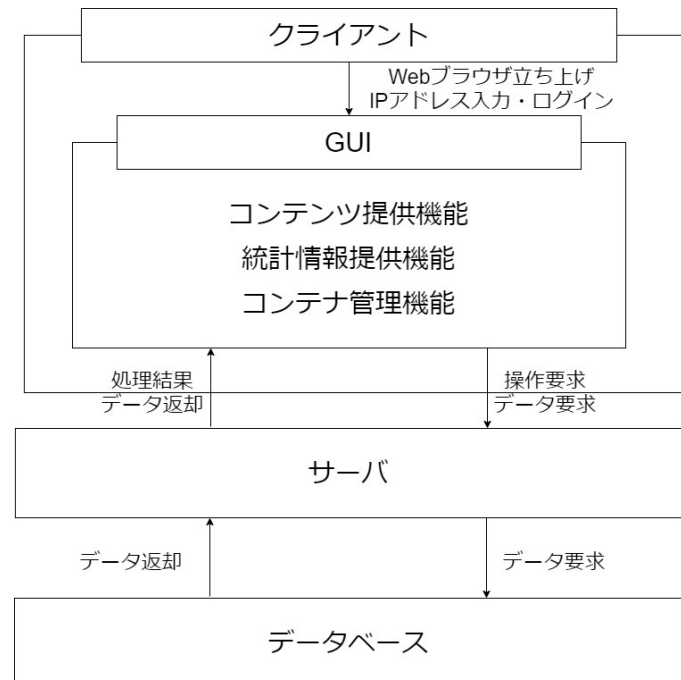 クライアント
Webブラウザ立ち上げ
IPアドレス入力・ログイン
GUI
コンテンツ提供機能
統計情報提供機能
コンテナ管理機能
処理結果
データ返却
操作要求
データ要求
サーバ
データ返却
データ要求
データベース